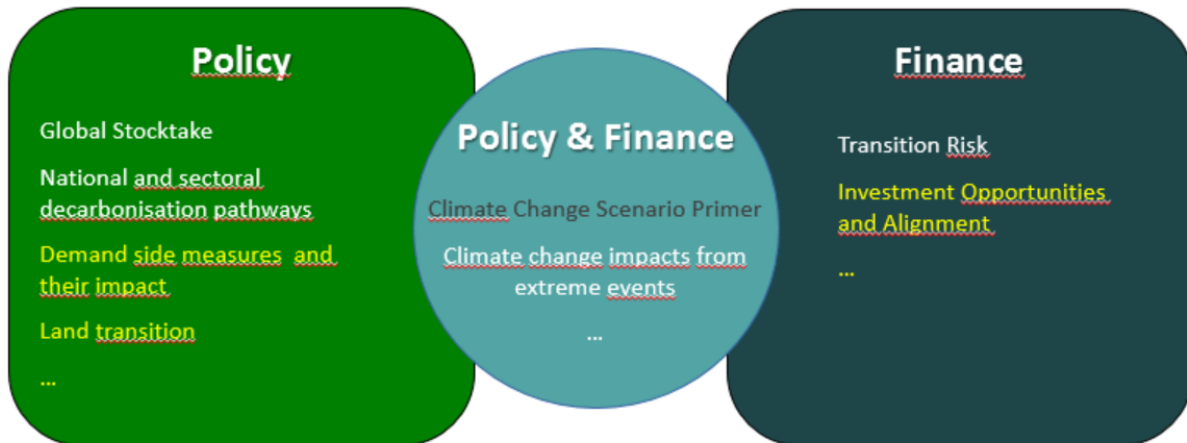 Policy
Global Stocktake
National and sectoral
decarbonisation pathways
Demand side measures and
their impact
Land transition
...
Policy & Finance
Climate Change Scenario Primer
Climate change impacts from
extreme events
...
Finance
Transition Risk
Investment Opportunities
and Alignment
...